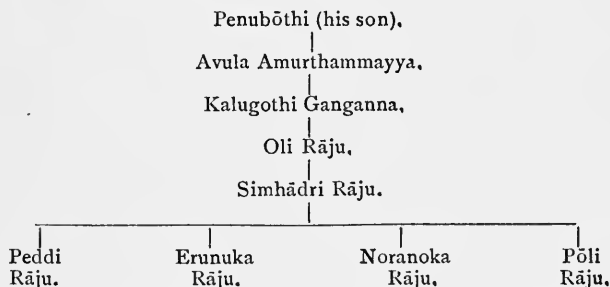 Penubōthi (his son),
Avula Amurthammayya,
Kalugothi Ganganna,
Oli Rāju,
Simhādri Rāju.
Peddi Erunuka Noranoka Pōli
Rāju. Rāju. Rāju, Rāju,